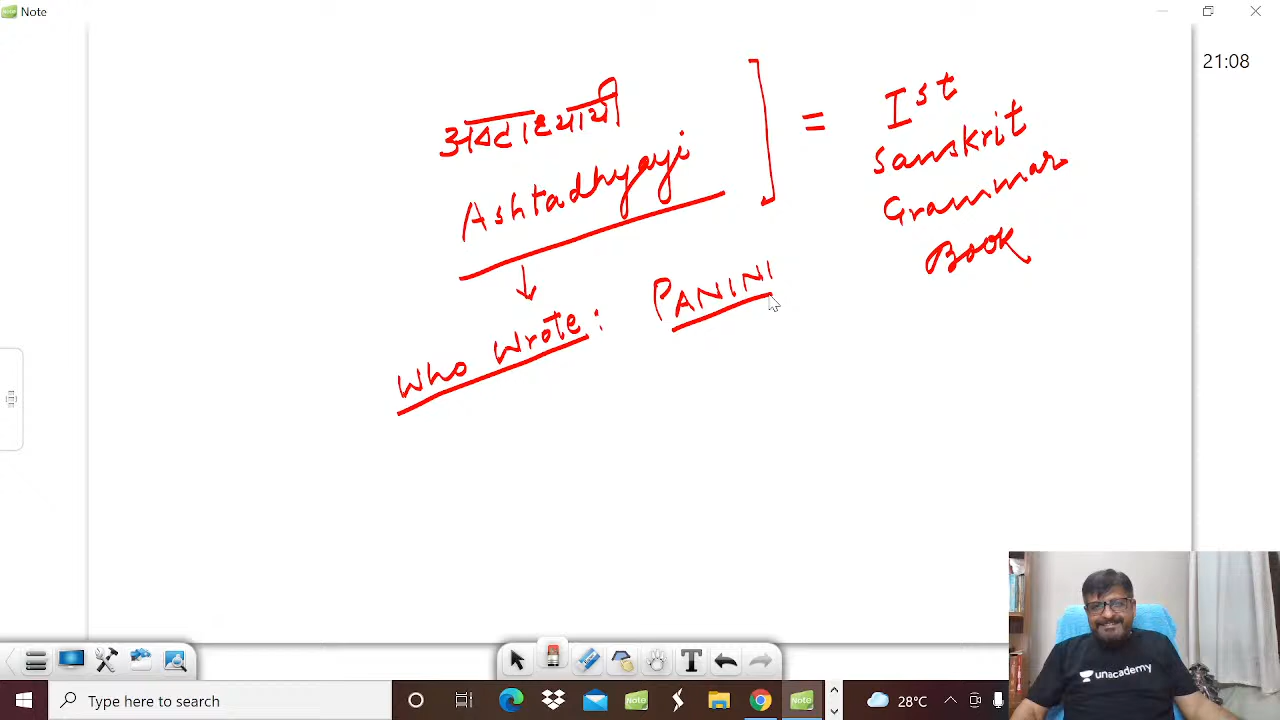 Note
21:08
अष्टाध्यायी
Ashtadhyayi
= Ist
Sanskrit
Grammar
Book
Who Wrote: PANINI
unacademy
T
Type here to search
28°C